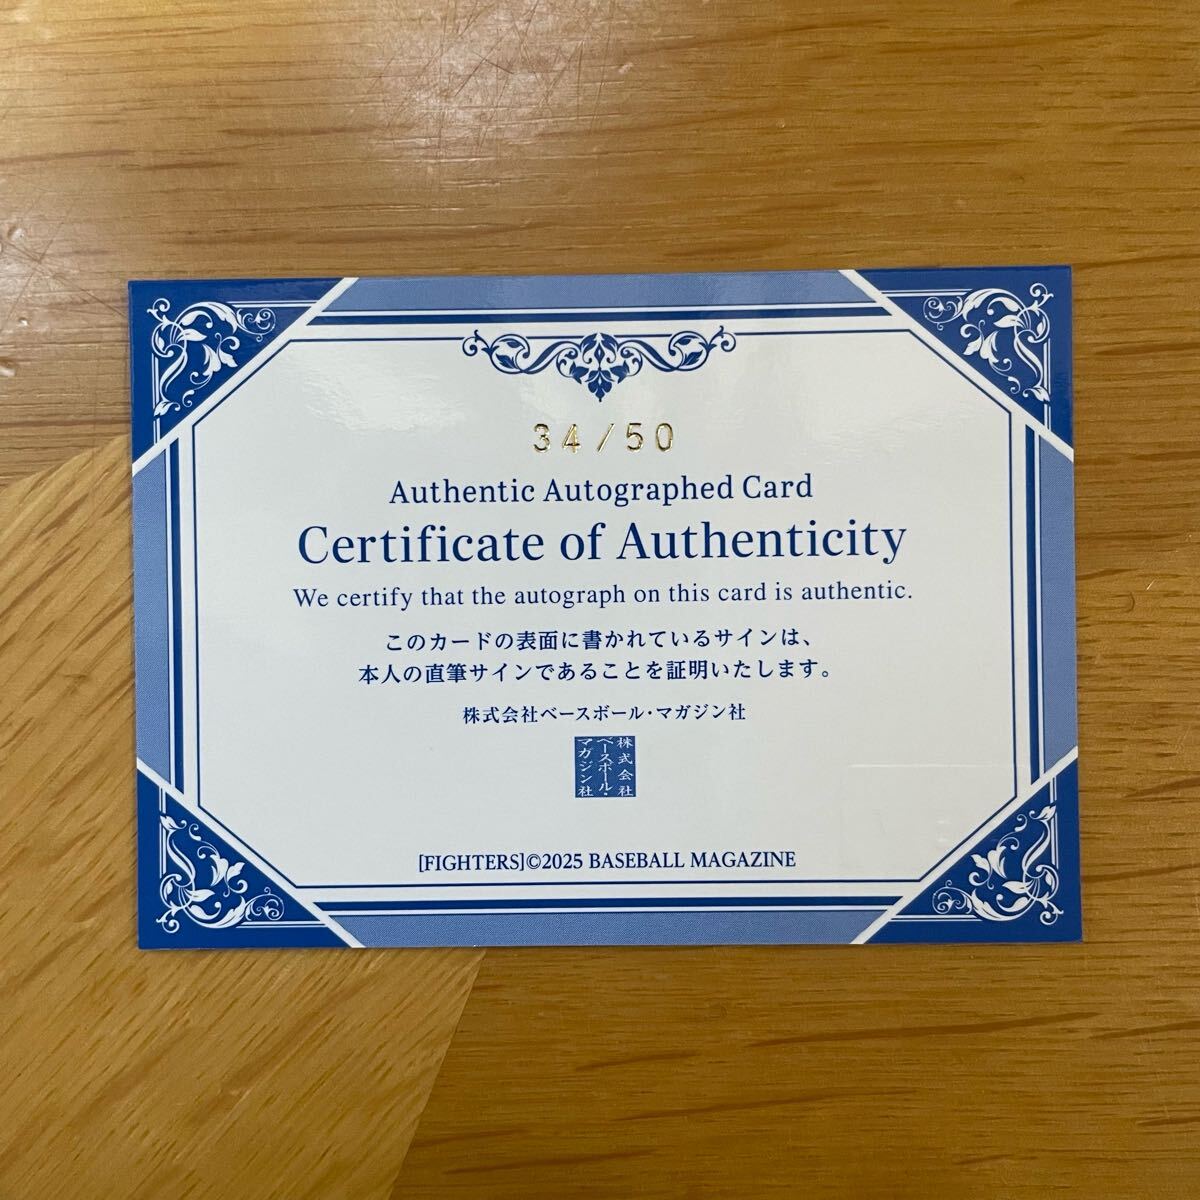 34/50
Authentic Autographed Card
Certificate of Authenticity
We certify that the autograph on this card is authentic.
このカードの表面に書かれているサインは、
本人の直筆サインであることを証明いたします。
株式会社ベースボール・マガジン社
株式会社
ベースボール・
マガジン社
[FIGHTERS]©2025 BASEBALL MAGAZINE